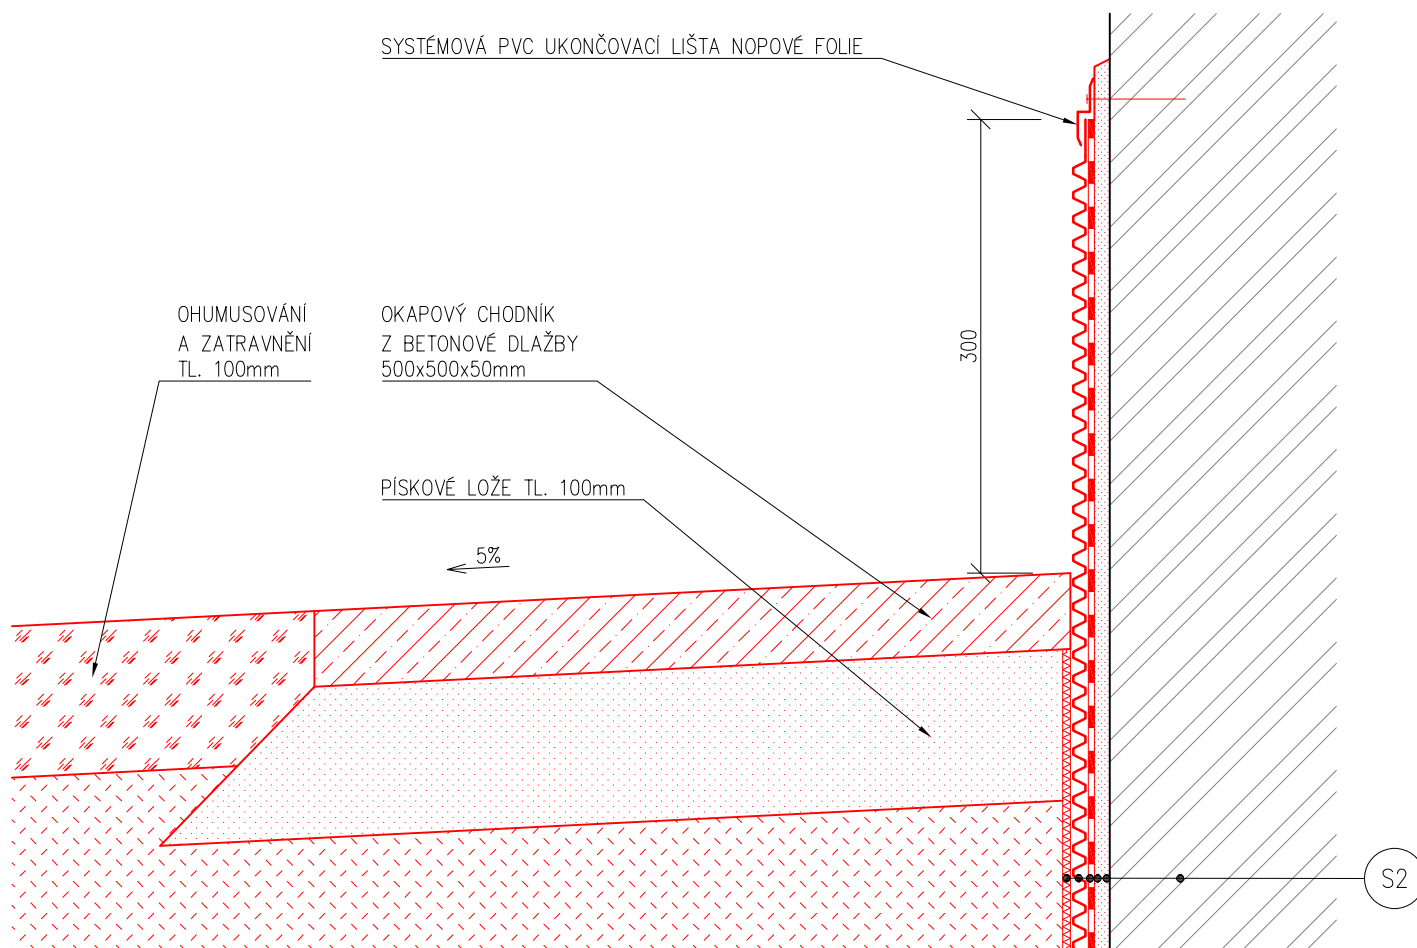 SYSTÉMOVÁ PVC UKONČOVACÍ LIŠTA NOPOVÉ FOLIE
300
OHUMUSOVÁNÍ
A ZATRAVNĚNÍ
TL. 100mm
OKAPOVÝ CHODNÍK
Z BETONOVÉ DLAŽBY
500x500x50mm
PÍSKOVÉ LOŽE TL. 100mm
5%
S2